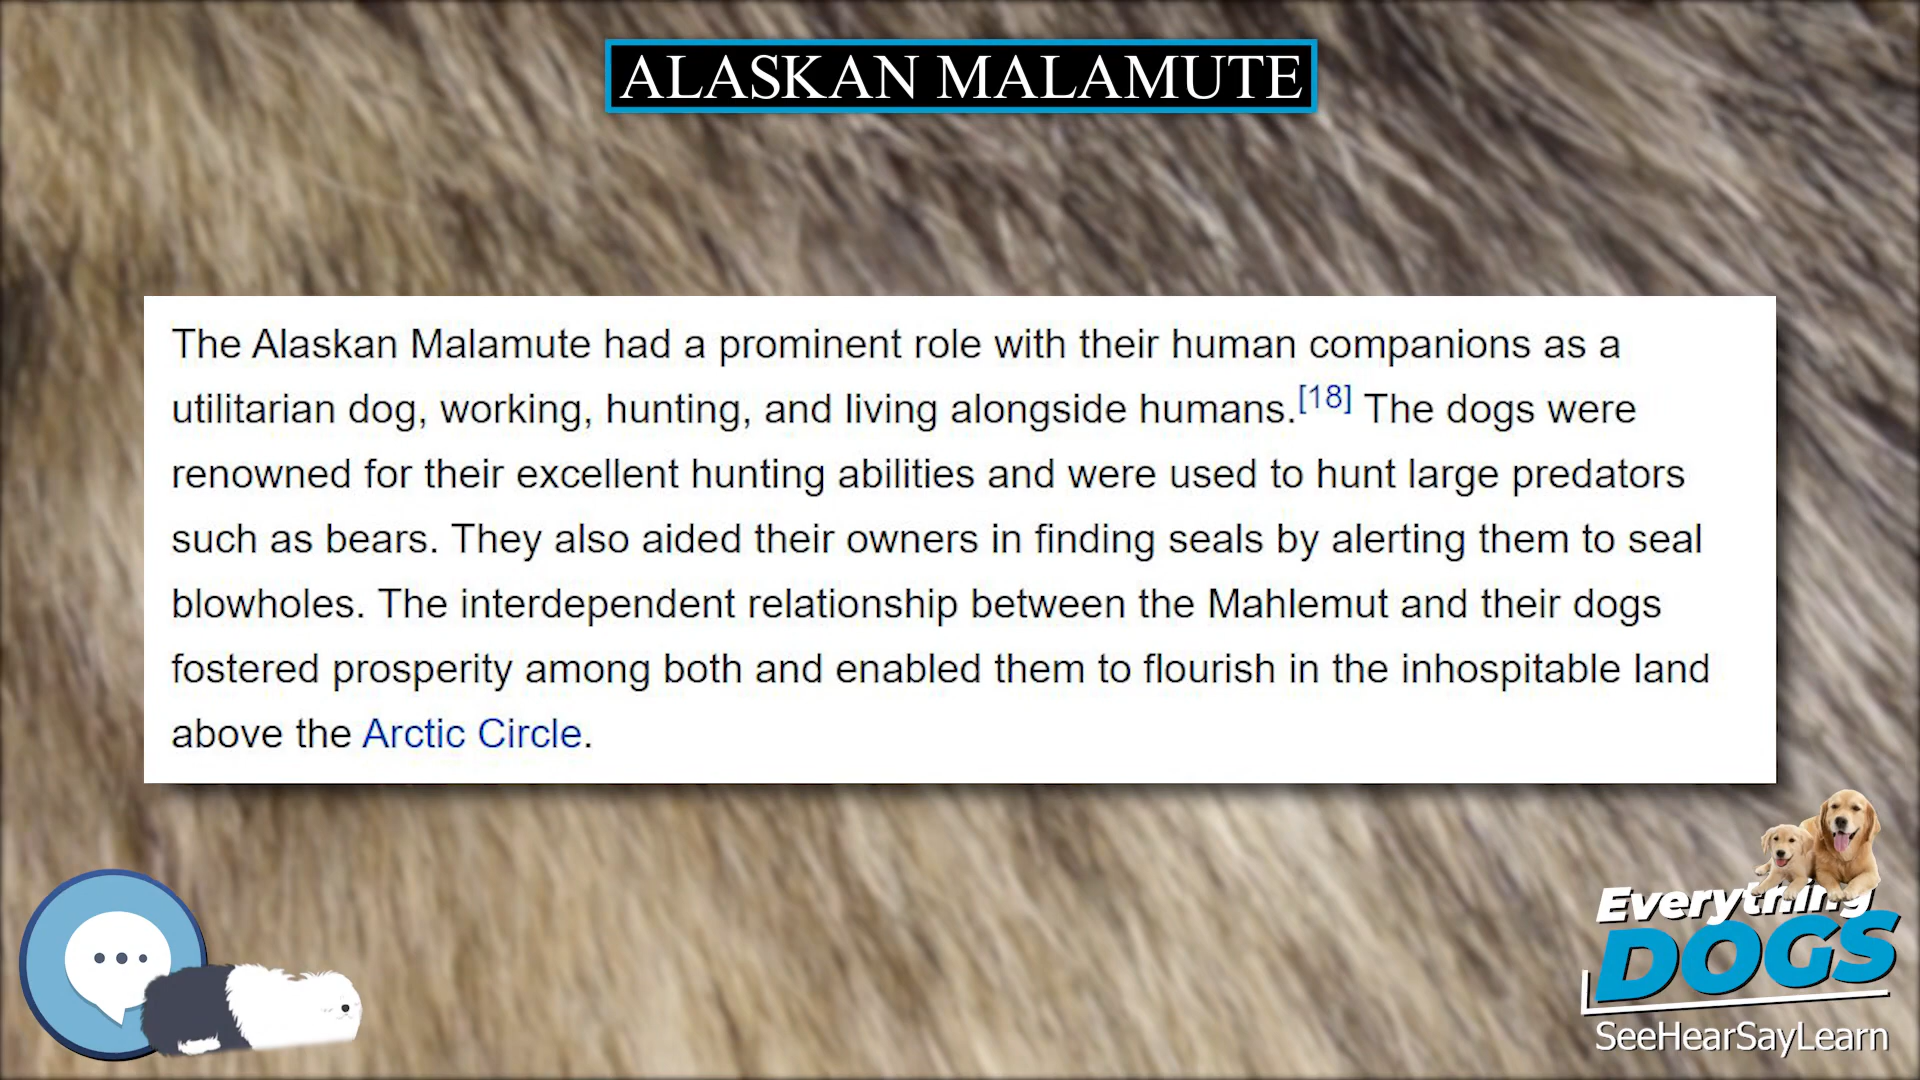 ALASKAN MALAMUTE
The Alaskan Malamute had a prominent role with their human companions as a
utilitarian dog, working, hunting, and living alongside humans.[18] The dogs were
renowned for their excellent hunting abilities and were used to hunt large predators
such as bears. They also aided their owners in finding seals by alerting them to seal
blowholes. The interdependent relationship between the Mahlemut and their dogs
fostered prosperity among both and enabled them to flourish in the inhospitable land
above the Arctic Circle.
Everything
DOGS
SeeHearSayLearn